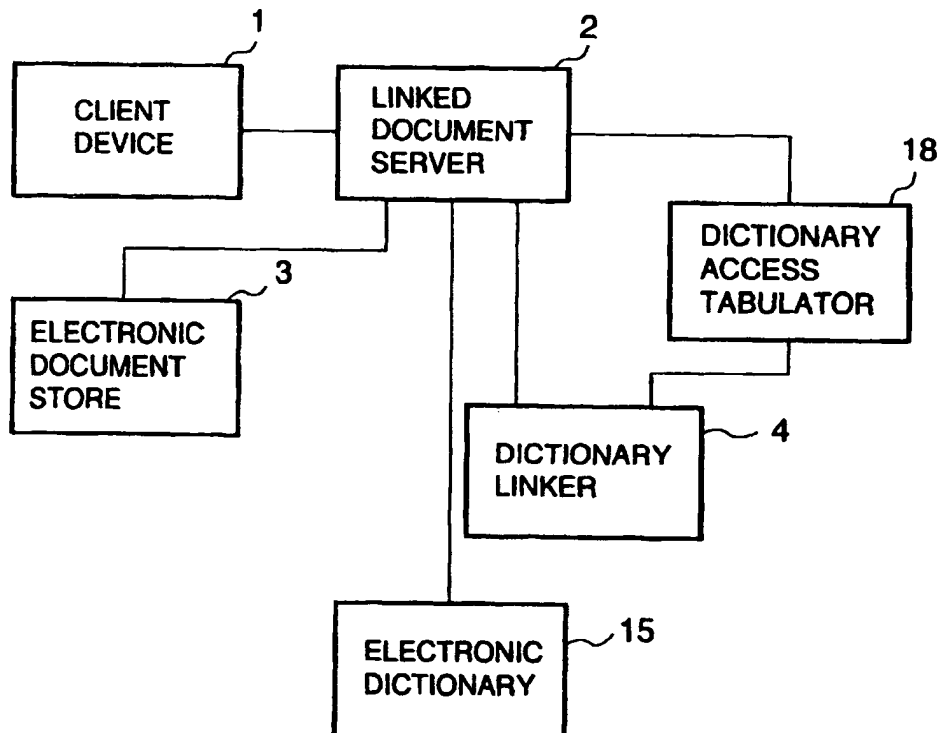 1
CLIENT
DEVICE
2
LINKED
DOCUMENT
SERVER
18
DICTIONARY
ACCESS
TABULATOR
3
ELECTRONIC
DOCUMENT
STORE
4
DICTIONARY
LINKER
15
ELECTRONIC
DICTIONARY